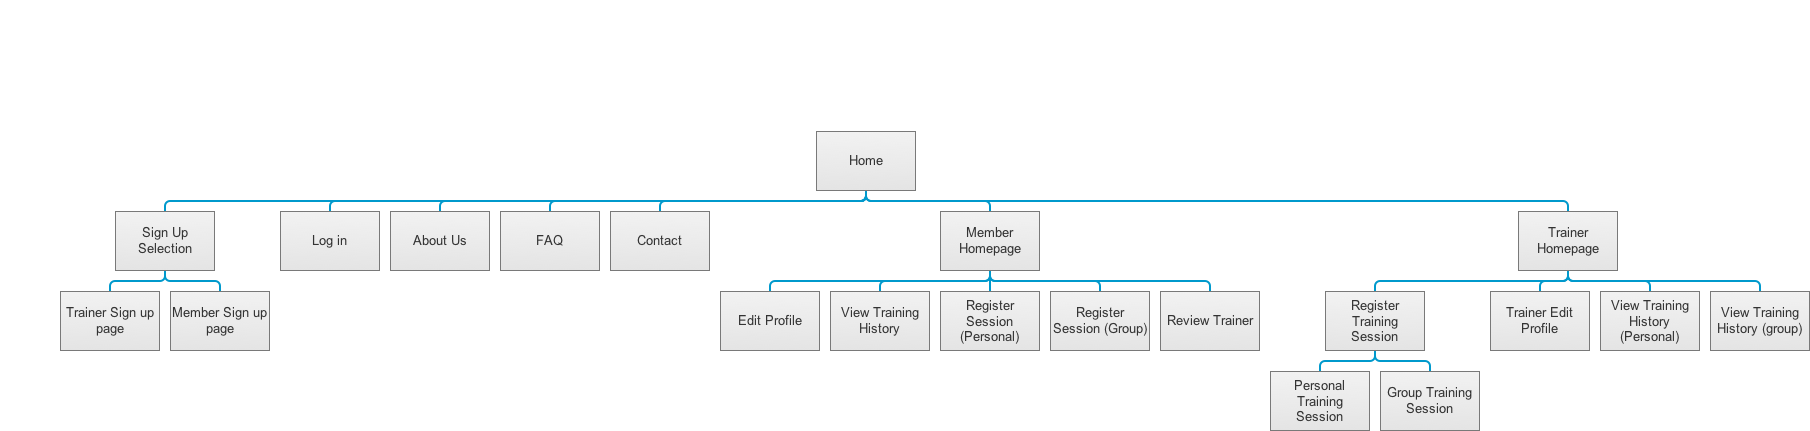 Home
Sign Up
Selection
Log in
About Us
FAQ
Contact
Member
Homepage
Trainer
Homepage
Trainer Sign up
page
Member Sign up
page
Edit Profile
View Training
History
Register
Session
(Personal)
Register
Session (Group)
Review Trainer
Register
Training
Session
Trainer Edit
Profile
View Training
History
(Personal)
View Training
History (group)
Personal
Training
Session
Group Training
Session